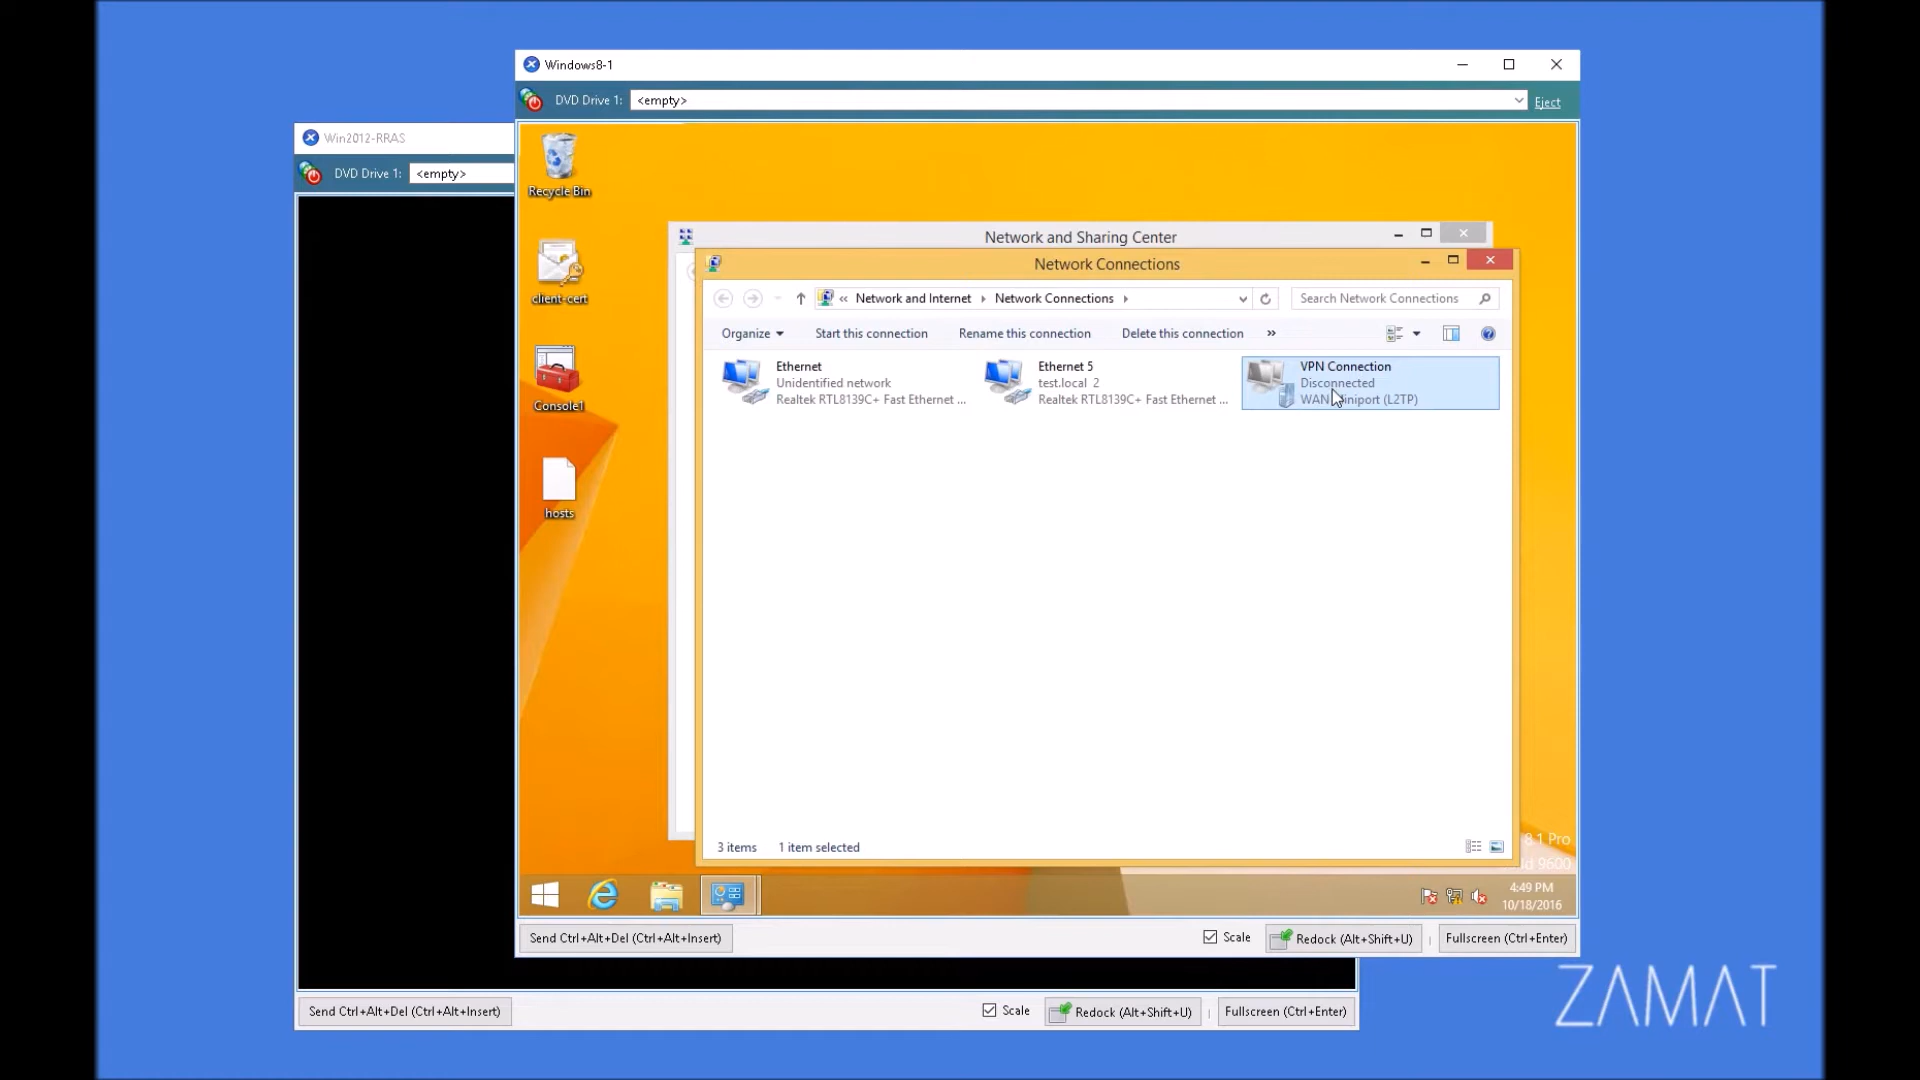 Windows8-1
DVD Drive 1: <empty> Eject
Win2012-RRAS
DVD Drive 1: <empty>
Recycle Bin
client-cert
Console1
hosts
Network and Sharing Center
Network Connections
« Network and Internet Network Connections
Search Network Connections
Organize Start this connection Rename this connection Delete this connection »
Ethernet
Unidentified network
Realtek RTL8139C+ Fast Ethernet ...
Ethernet 5
test.local 2
Realtek RTL8139C+ Fast Ethernet ...
VPN Connection
Disconnected
WAN Miniport (L2TP)
3 items 1 item selected
8.1 Pro
9600
4:49 PM
10/18/2016
Send Ctrl+Alt+Del (Ctrl+Alt+Insert) Scale Redock (Alt+Shift+U) Fullscreen (Ctrl+Enter)
Send Ctrl+Alt+Del (Ctrl+Alt+Insert) Scale Redock (Alt+Shift+U) Fullscreen (Ctrl+Enter)
ZAMAT